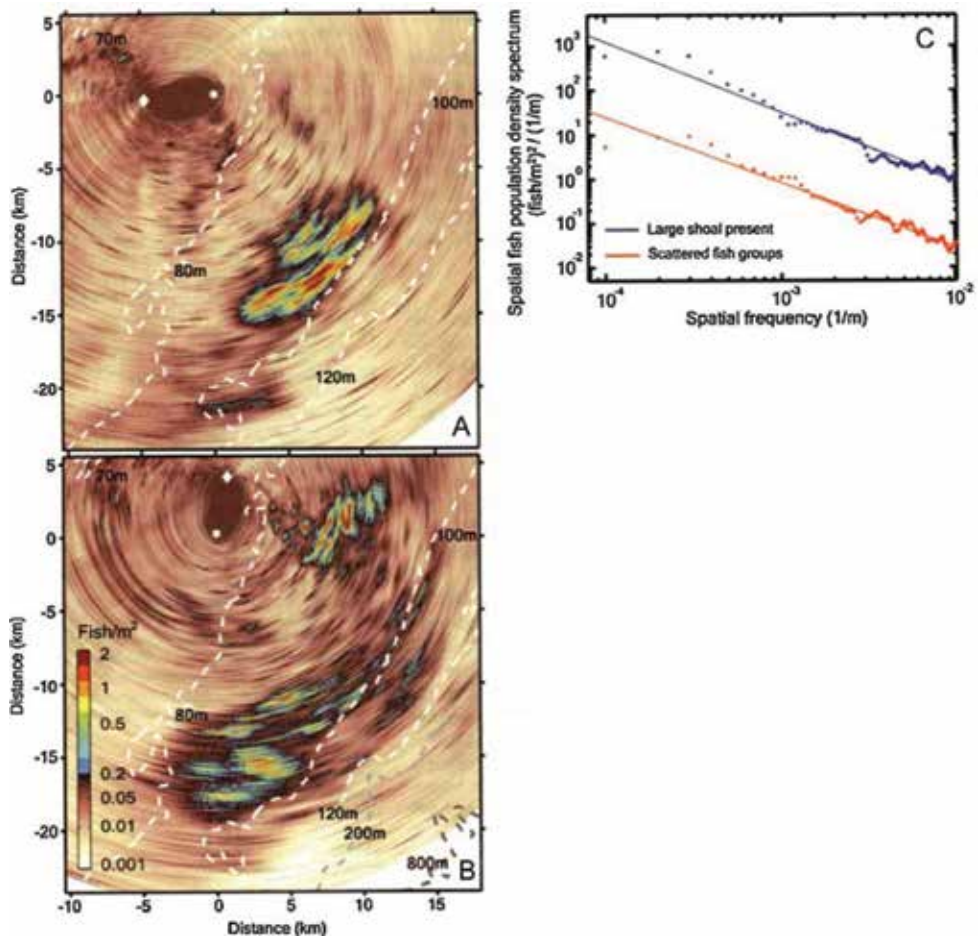 5
0
-5
-10
-15
-20
Distance (km)
70m
100m
80m
120m
A
5
0
-5
-10
-15
-20
Distance (km)
70m
100m
Fish/m²
2
1
0.5
0.2
0.05
0.01
0.001
80m
120m
200m
800m
B
-10 -5 0 5 10 15
Distance (km)
Spatial fish population density spectrum
(fish/m²)²/ (1/m)
10³
10²
10¹
10⁰
10⁻¹
10⁻²
C
Large shoal present
Scattered fish groups
10⁻⁴ 10⁻³ 10⁻²
Spatial frequency (1/m)